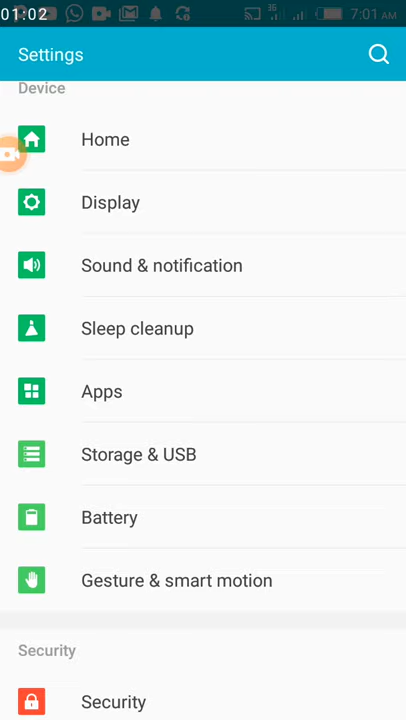 01:02
3G
7:01 AM
Settings
Device
Home
Display
Sound & notification
Sleep cleanup
Apps
Storage & USB
Battery
Gesture & smart motion
Security
Security